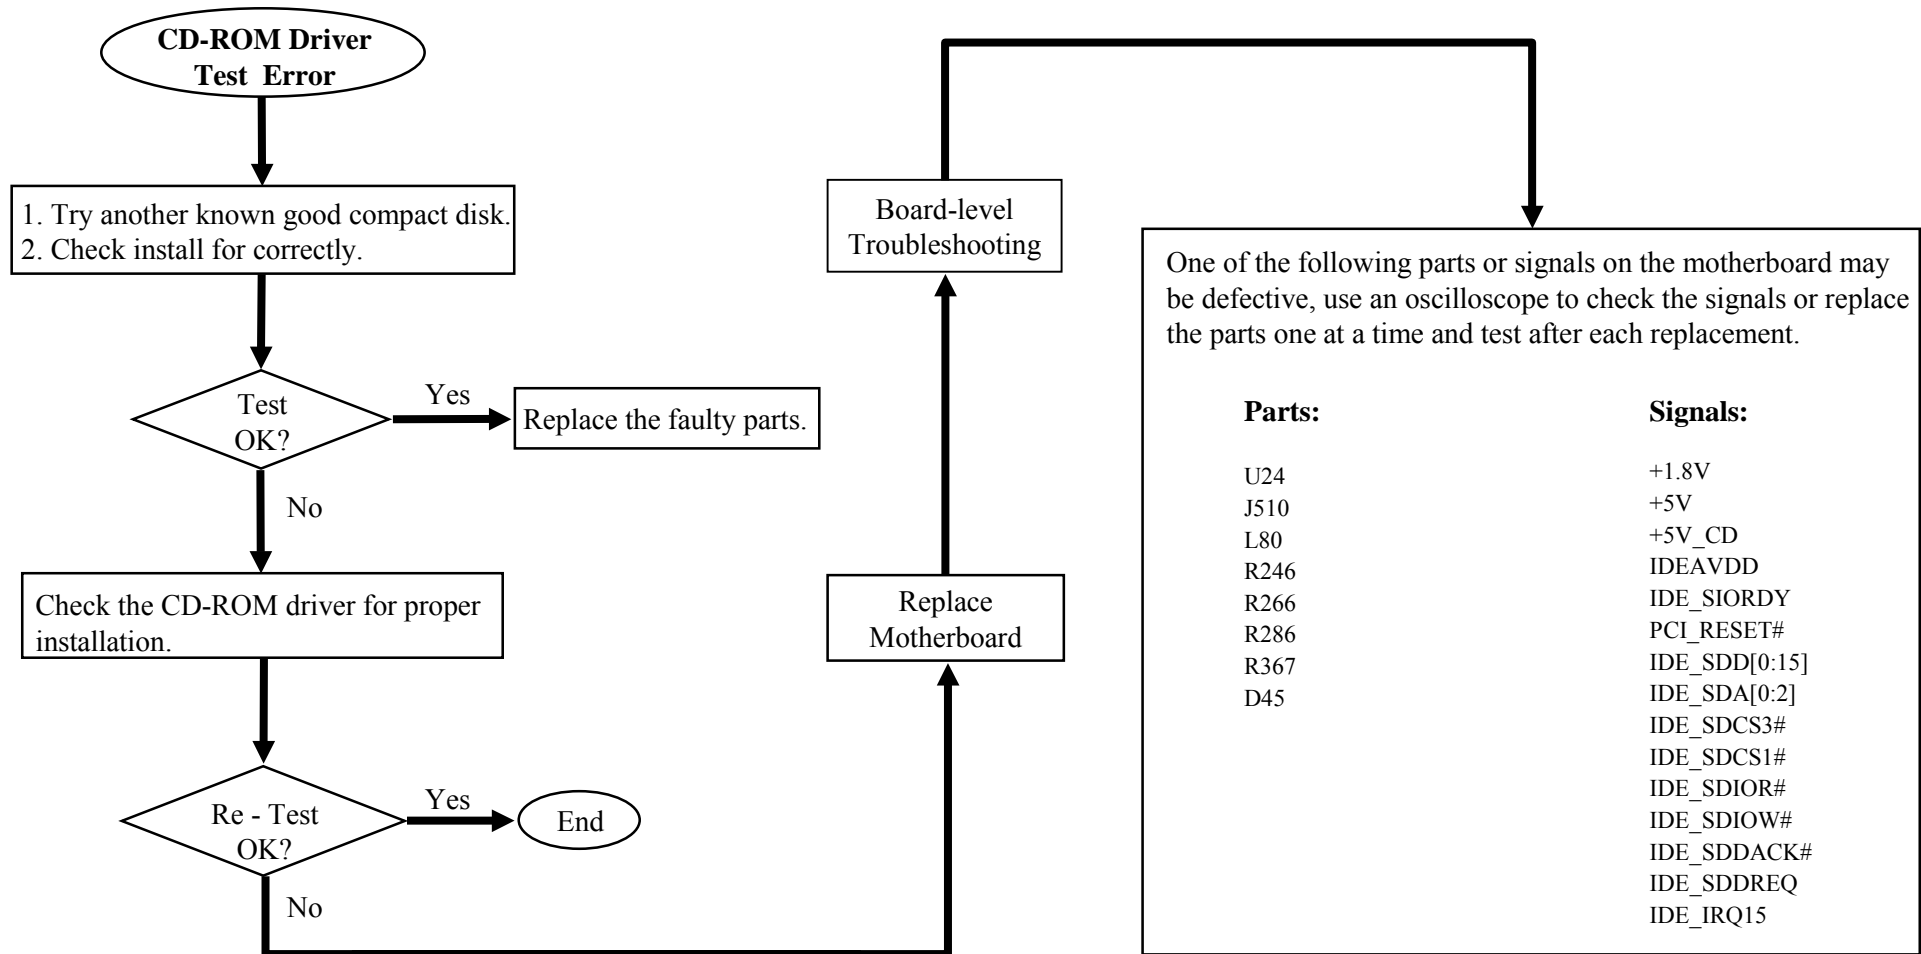 CD-ROM Driver
Test Error
1. Try another known good compact disk.
2. Check install for correctly.
Test
OK?
Yes
Replace the faulty parts.
No
Check the CD-ROM driver for proper
installation.
Re - Test
OK?
Yes
End
No
Replace
Motherboard
Board-level
Troubleshooting
One of the following parts or signals on the motherboard may
be defective, use an oscilloscope to check the signals or replace
the parts one at a time and test after each replacement.
Parts:
U24
J510
L80
R246
R266
R286
R367
D45
Signals:
+1.8V
+5V
+5V_CD
IDEAVDD
IDE_SIORDY
PCI_RESET#
IDE_SDD[0:15]
IDE_SDA[0:2]
IDE_SDCS3#
IDE_SDCS1#
IDE_SDIOR#
IDE_SDIOW#
IDE_SDDACK#
IDE_SDDREQ
IDE_IRQ15